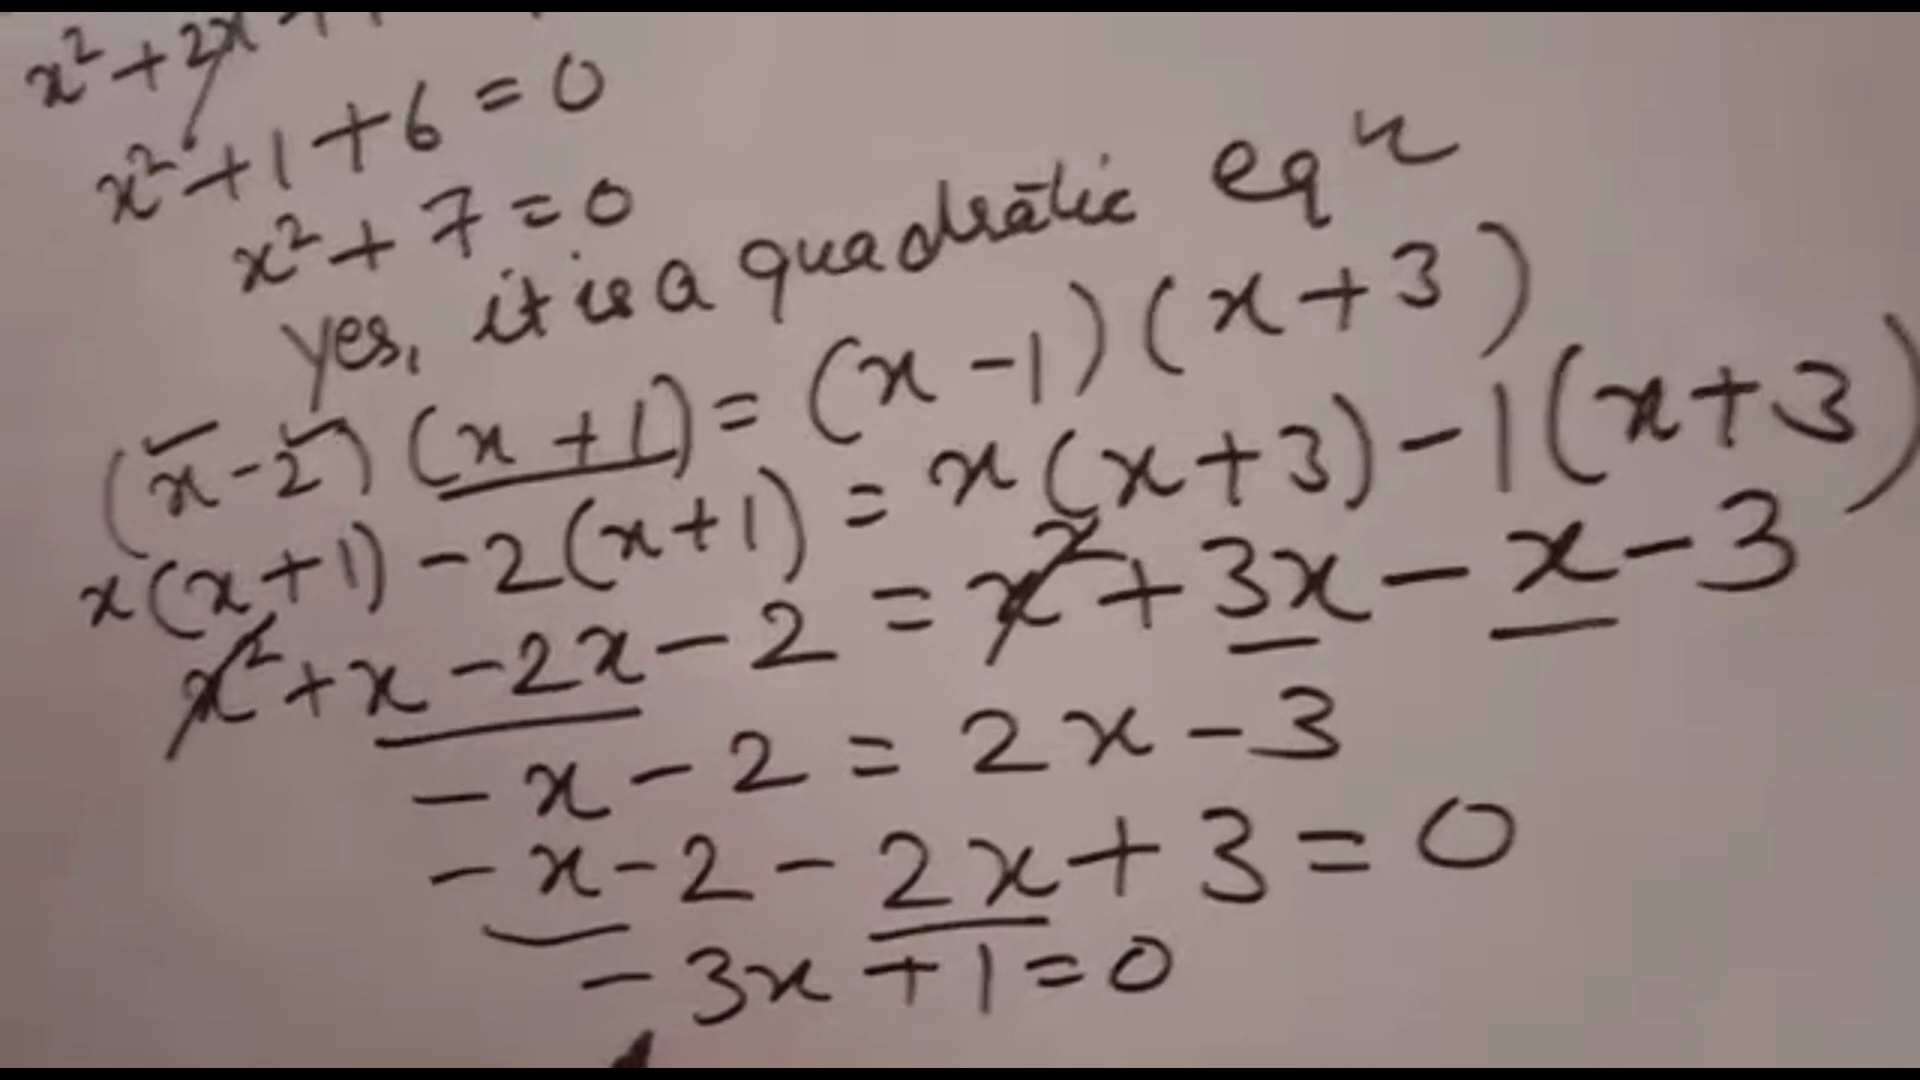 x² + 2x +
x² + 1 + 6 = 0
x² + 7 = 0
yes, it is a quadratic eqⁿ
(x - 2) (x + 1) = (x - 1) (x + 3)
x (x + 1) - 2 (x + 1) = x (x + 3) - 1 (x + 3)
x² + x - 2x - 2 = x² + 3x - x - 3
- x - 2 = 2x - 3
- x - 2 - 2x + 3 = 0
- 3x + 1 = 0